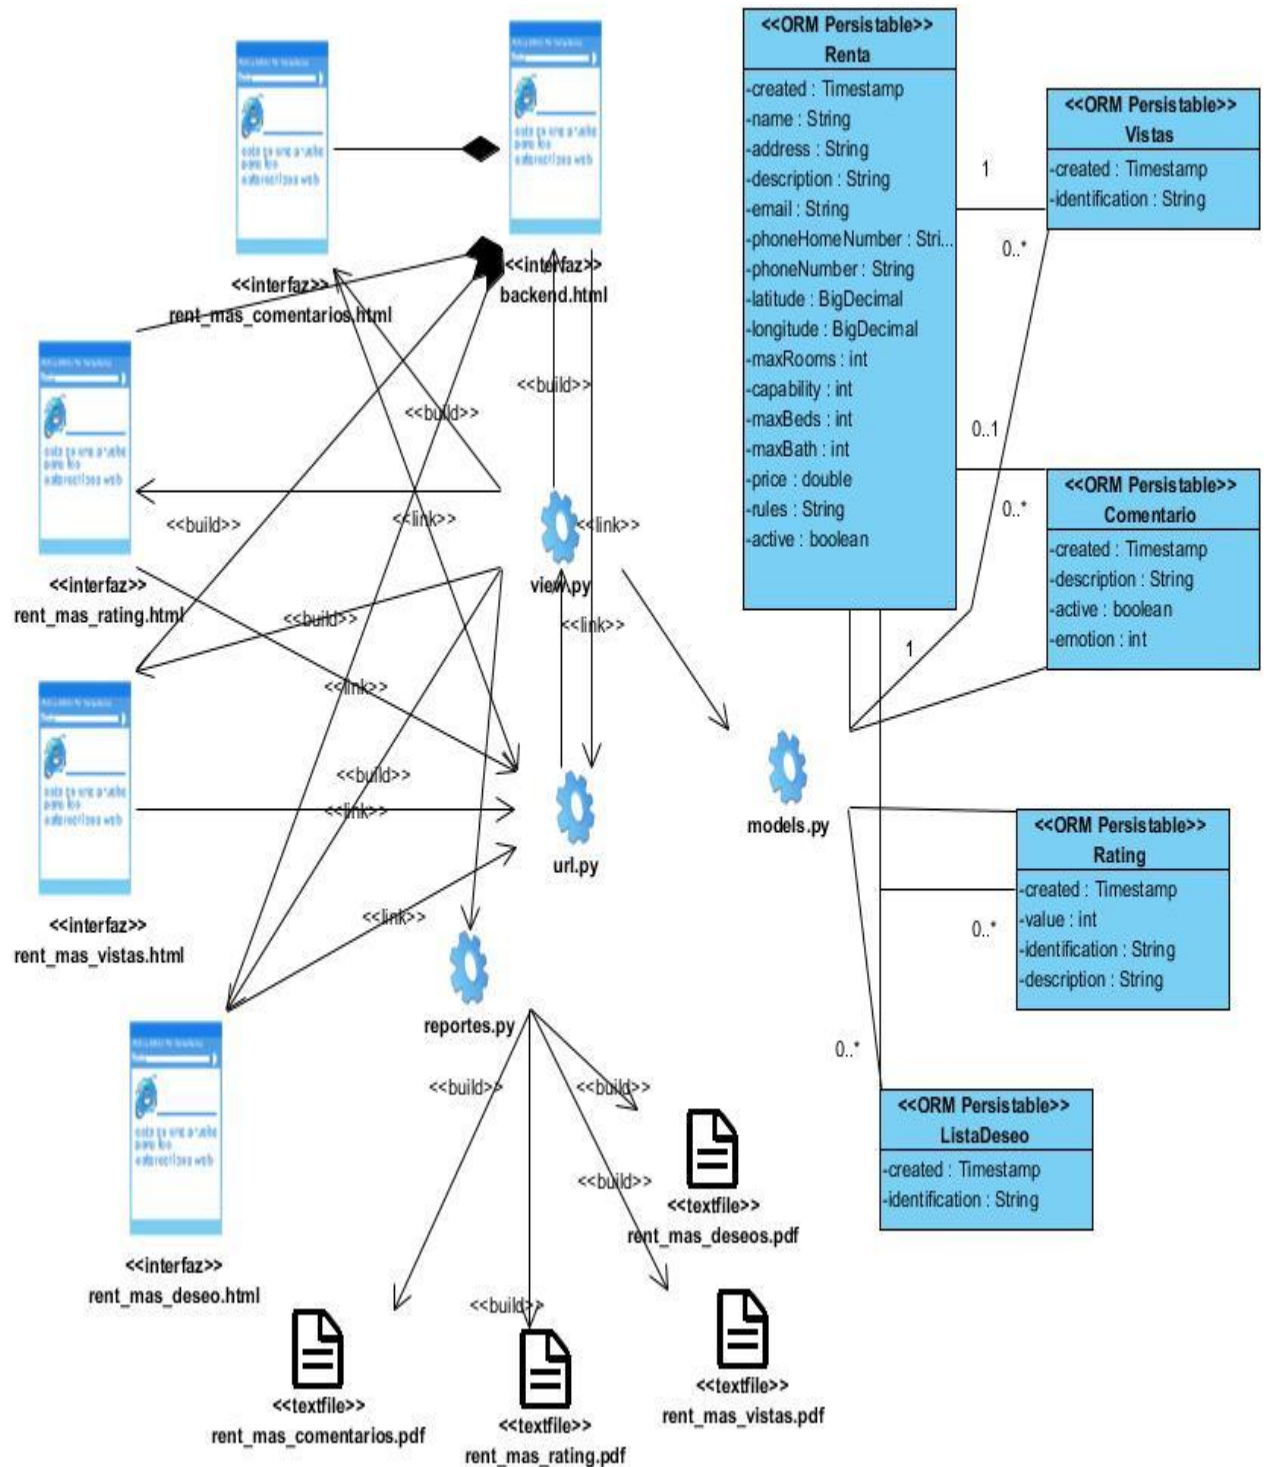 <<interfaz>>
rent_mas_comentarios.html
<<interfaz>>
backend.html
<<build>>
<<build>>
<<build>>
<<link>>
<<link>>
<<interfaz>>
rent_mas_rating.html
view.py
<<build>>
<<link>>
<<link>>
<<build>>
<<link>>
url.py
models.py
<<interfaz>>
rent_mas_vistas.html
<<link>>
reportes.py
<<build>>
<<build>>
<<build>>
<<build>>
<<interfaz>>
rent_mas_deseo.html
<<textfile>>
rent_mas_deseos.pdf
<<textfile>>
rent_mas_vistas.pdf
<<textfile>>
rent_mas_comentarios.pdf
<<textfile>>
rent_mas_rating.pdf
<<ORM Persistable>>
Renta
-created : Timestamp
-name : String
-address : String
-description : String
-email : String
-phoneHomeNumber : Stri...
-phoneNumber : String
-latitude : BigDecimal
-longitude : BigDecimal
-maxRooms : int
-capability : int
-maxBeds : int
-maxBath : int
-price : double
-rules : String
-active : boolean
<<ORM Persistable>>
Vistas
-created : Timestamp
-identification : String
1
0..*
0..1
0..*
1
<<ORM Persistable>>
Comentario
-created : Timestamp
-description : String
-active : boolean
-emotion : int
<<ORM Persistable>>
Rating
-created : Timestamp
-value : int
-identification : String
-description : String
0..*
0..*
<<ORM Persistable>>
ListaDeseo
-created : Timestamp
-identification : String